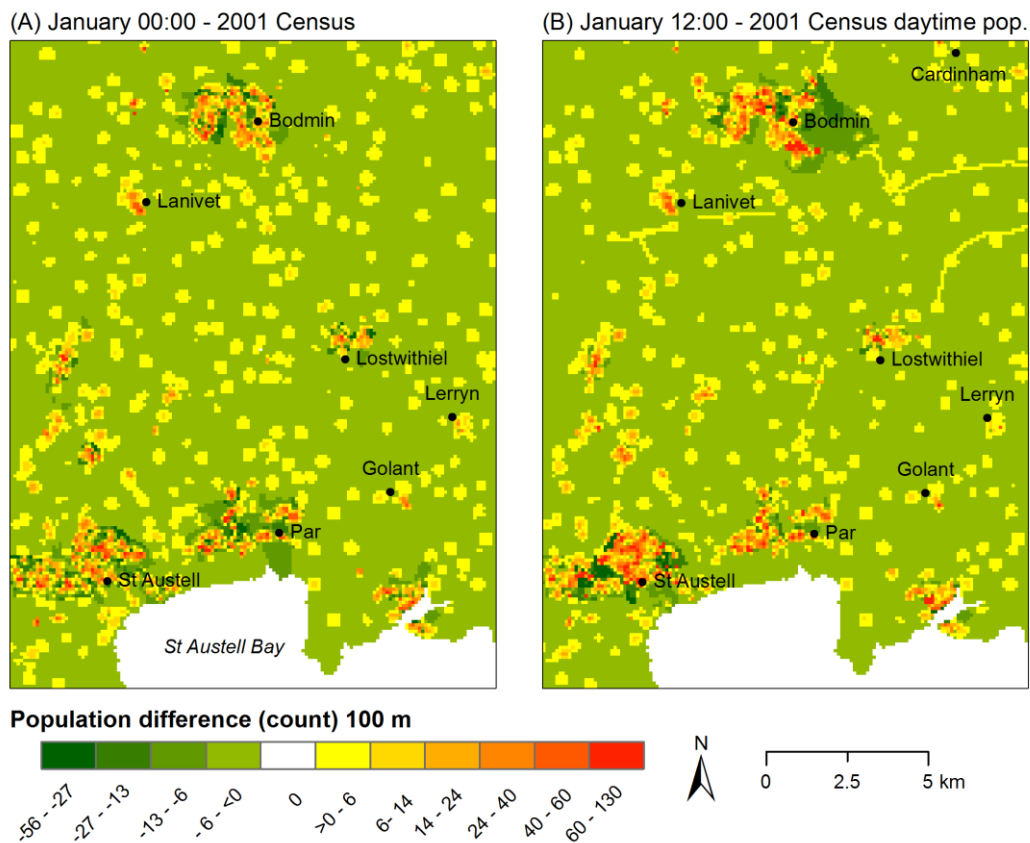 (A) January 00:00 - 2001 Census
(B) January 12:00 - 2001 Census daytime pop.
Bodmin
Lanivet
Lostwithiel
Lerryn
Golant
Par
St Austell
St Austell Bay
Cardinham
Bodmin
Lanivet
Lostwithiel
Lerryn
Golant
Par
St Austell
Population difference (count) 100 m
-56 - -27
-27 - -13
-13 - -6
- 6 - <0
0
>0 - 6
6- 14
14 - 24
24 - 40
40 - 60
60 - 130
N
0 2.5 5 km